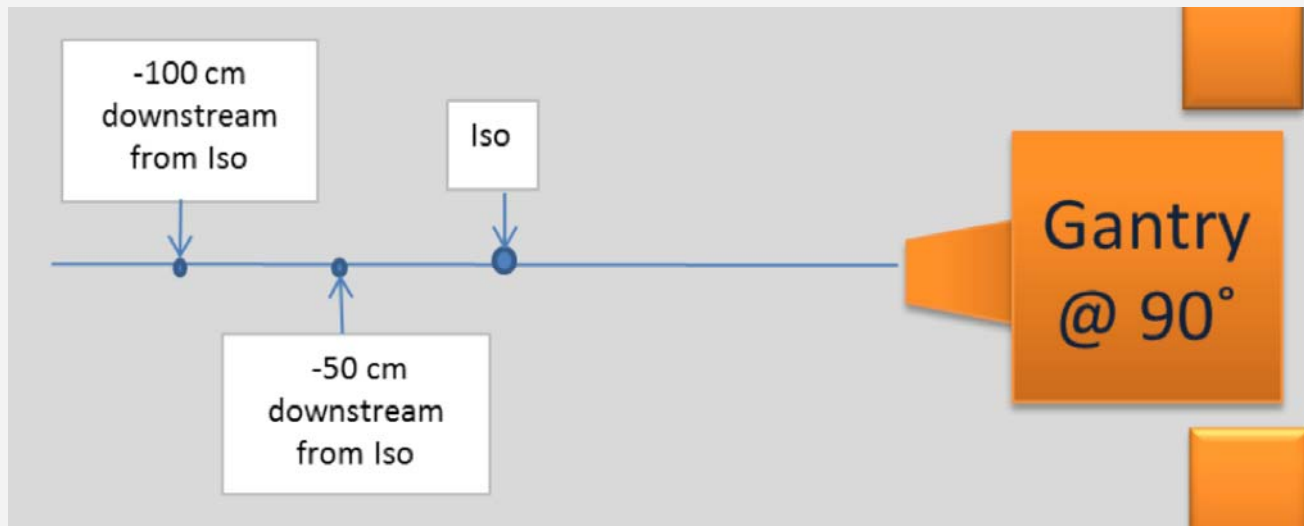 -100 cm
downstream
from Iso
Iso
-50 cm
downstream
from Iso
Gantry
@ 90˚